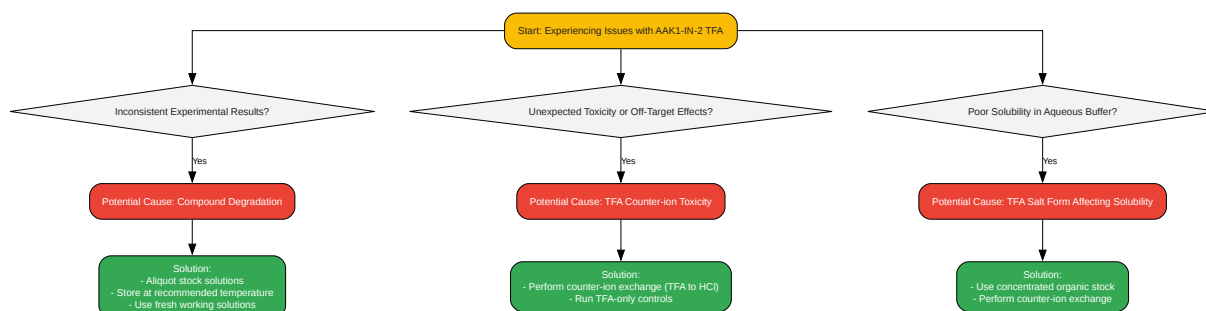 Start: Experiencing Issues with AAK1-IN-2 TFA
Inconsistent Experimental Results?
Unexpected Toxicity or Off-Target Effects?
Poor Solubility in Aqueous Buffer?
Yes
Yes
Yes
Potential Cause: Compound Degradation
Potential Cause: TFA Counter-ion Toxicity
Potential Cause: TFA Salt Form Affecting Solubility
Solution:
- Aliquot stock solutions
- Store at recommended temperature
- Use fresh working solutions
Solution:
- Perform counter-ion exchange (TFA to HCl)
- Run TFA-only controls
Solution:
- Use concentrated organic stock
- Perform counter-ion exchange